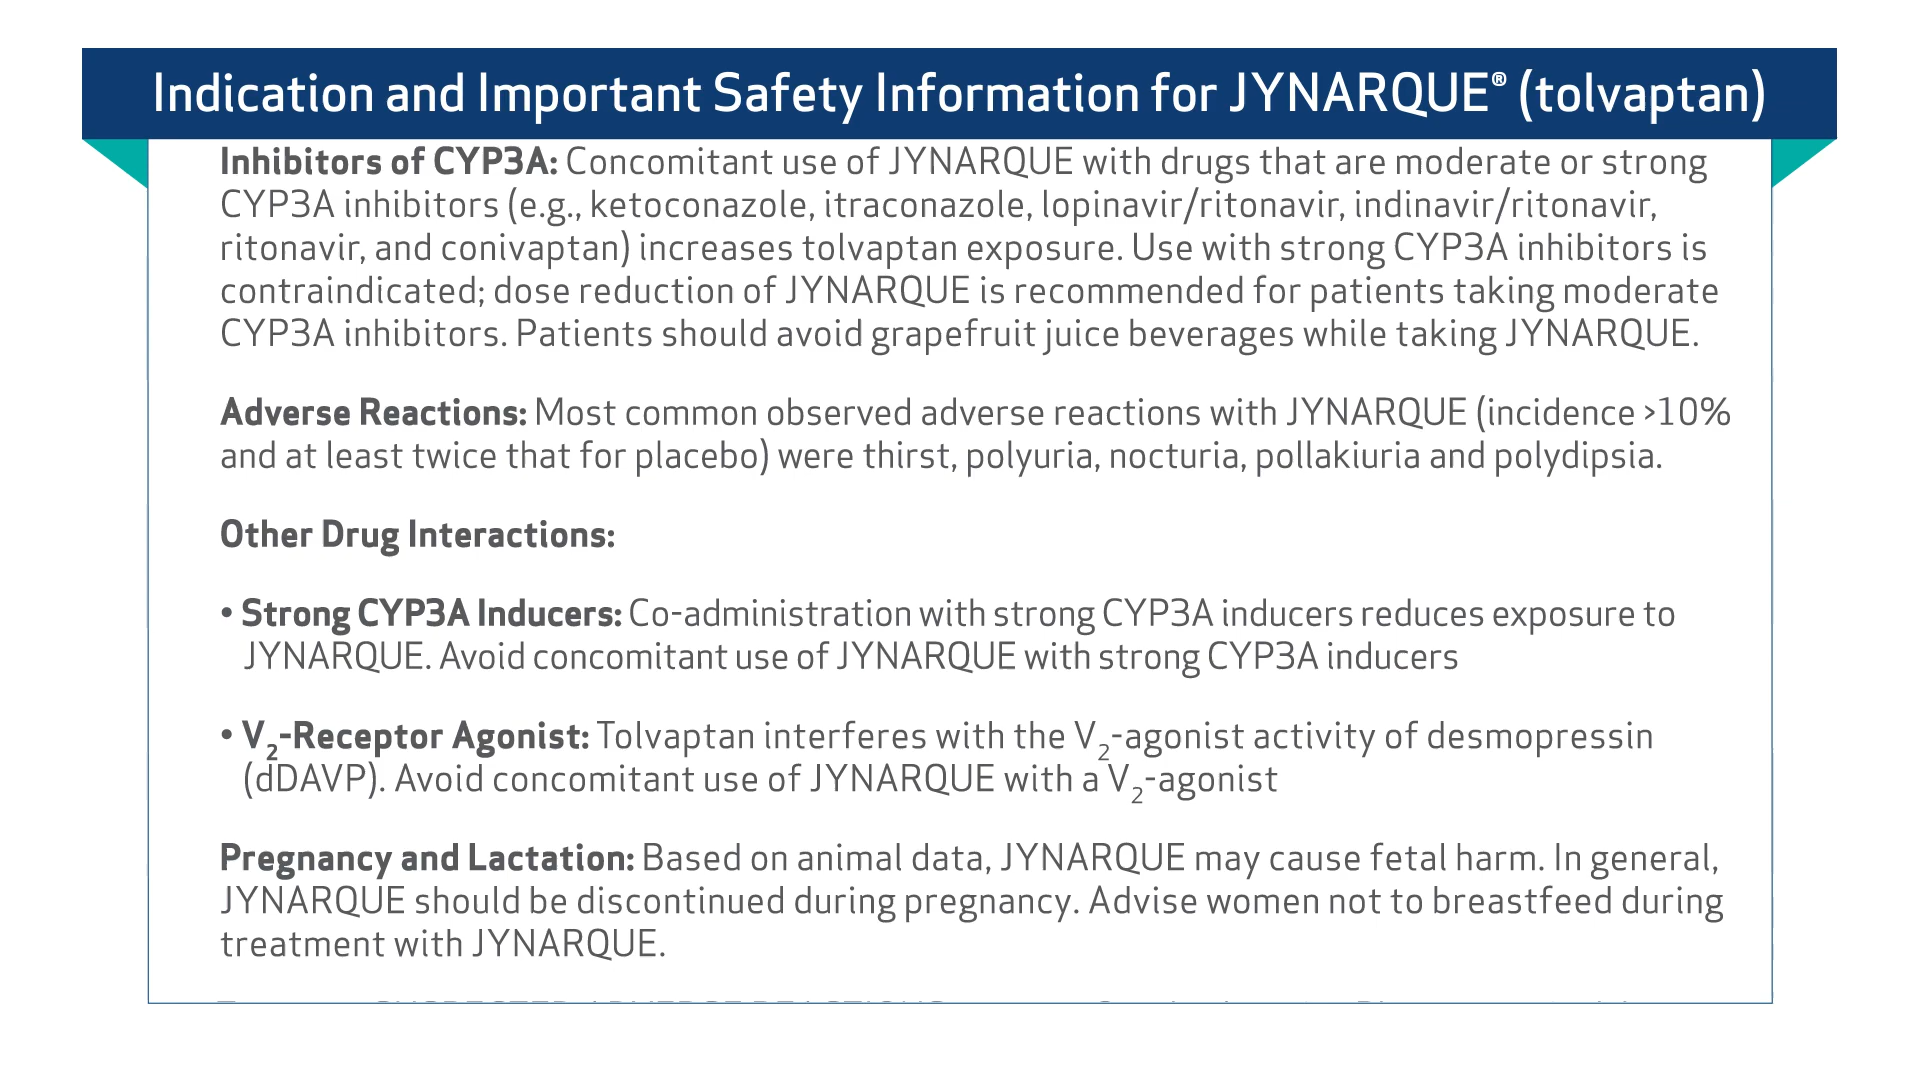 Indication and Important Safety Information for JYNARQUE® (tolvaptan)
Inhibitors of CYP3A: Concomitant use of JYNARQUE with drugs that are moderate or strong
CYP3A inhibitors (e.g., ketoconazole, itraconazole, lopinavir/ritonavir, indinavir/ritonavir,
ritonavir, and conivaptan) increases tolvaptan exposure. Use with strong CYP3A inhibitors is
contraindicated; dose reduction of JYNARQUE is recommended for patients taking moderate
CYP3A inhibitors. Patients should avoid grapefruit juice beverages while taking JYNARQUE.
Adverse Reactions: Most common observed adverse reactions with JYNARQUE (incidence >10%
and at least twice that for placebo) were thirst, polyuria, nocturia, pollakiuria and polydipsia.
Other Drug Interactions:
• Strong CYP3A Inducers: Co-administration with strong CYP3A inducers reduces exposure to
JYNARQUE. Avoid concomitant use of JYNARQUE with strong CYP3A inducers
• V₂-Receptor Agonist: Tolvaptan interferes with the V₂-agonist activity of desmopressin
(dDAVP). Avoid concomitant use of JYNARQUE with a V₂-agonist
Pregnancy and Lactation: Based on animal data, JYNARQUE may cause fetal harm. In general,
JYNARQUE should be discontinued during pregnancy. Advise women not to breastfeed during
treatment with JYNARQUE.